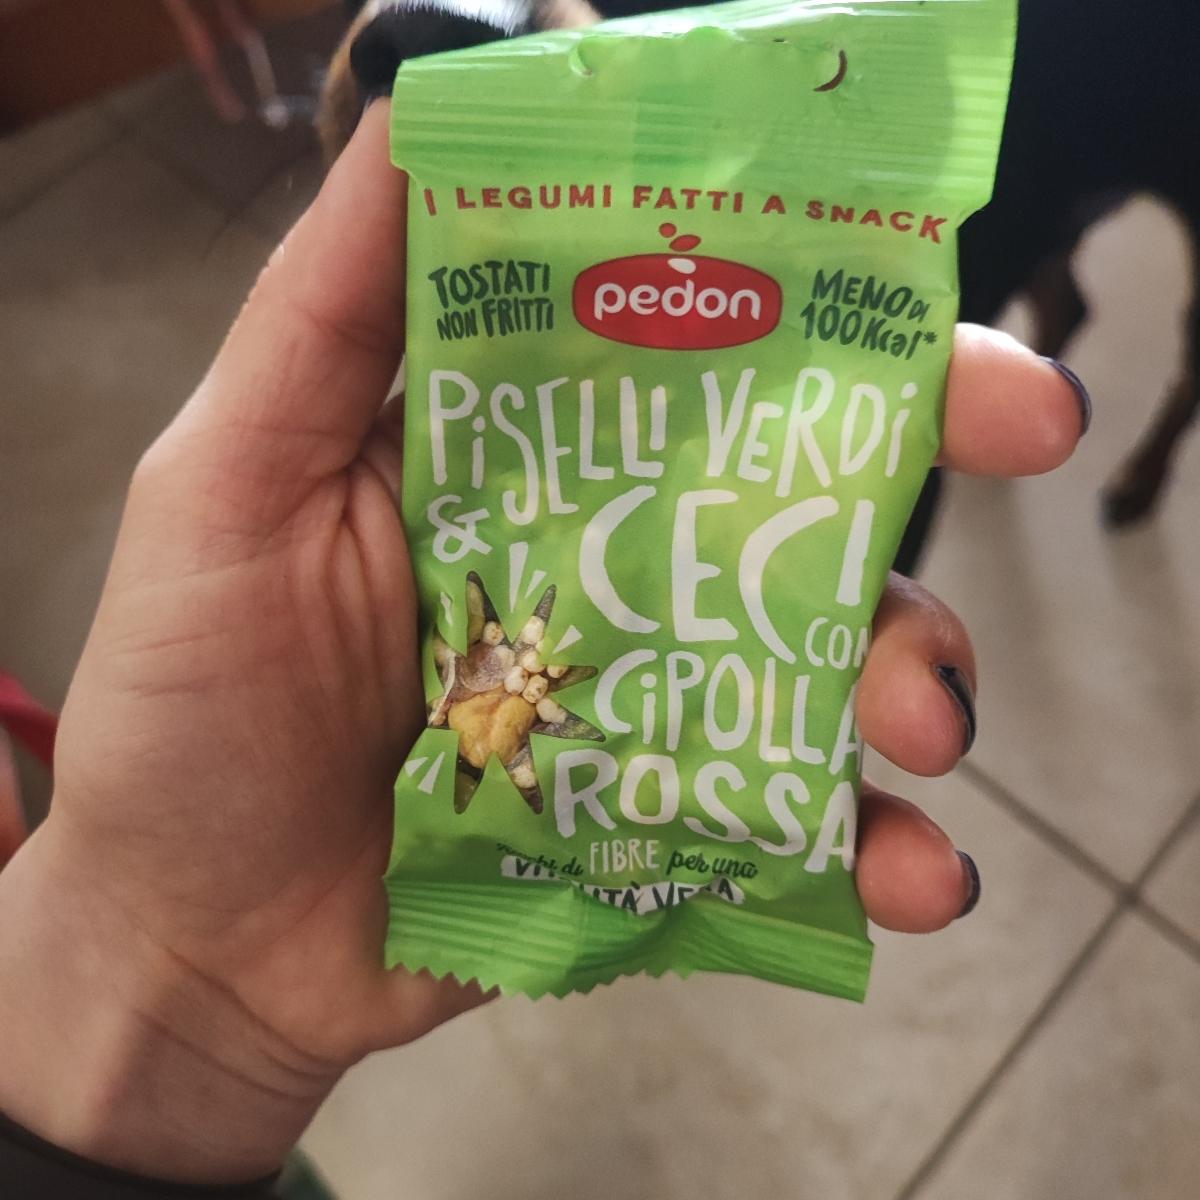 I LEGUMI FATTI A SNACK
TOSTATI
NON FRITTI
pedon
MENO DI
100 Kcal*
PiSELLI VERDi
& CECI
CON
CiPOLLA
ROSSA
di FIBRE per una